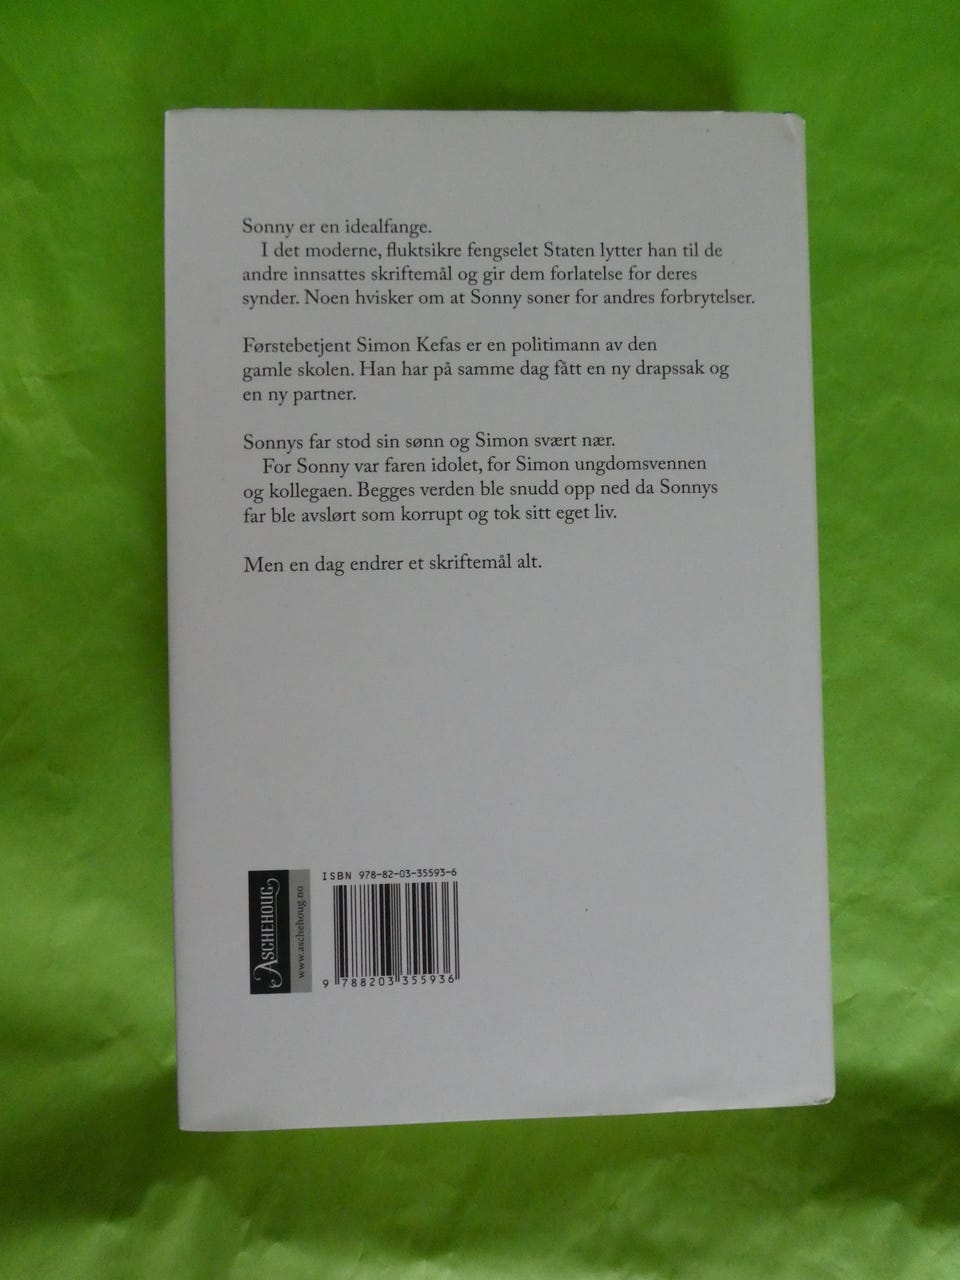 Sonny er en idealfange.
I det moderne, fluktsikre fengselet Staten lytter han til de
andre innsattes skriftemål og gir dem forlatelse for deres
synder. Noen hvisker om at Sonny soner for andres forbrytelser.
Førstebetjent Simon Kefas er en politimann av den
gamle skolen. Han har på samme dag fått en ny drapssak og
en ny partner.
Sonnys far stod sin sønn og Simon svært nær.
For Sonny var faren idolet, for Simon ungdomsvennen
og kollegaen. Begges verden ble snudd opp ned da Sonnys
far ble avslørt som korrupt og tok sitt eget liv.
Men en dag endrer et skriftemål alt.
ASCHEHOUG
www.aschehoug.no
ISBN 978-82-03-35593-6
9 788203 355936